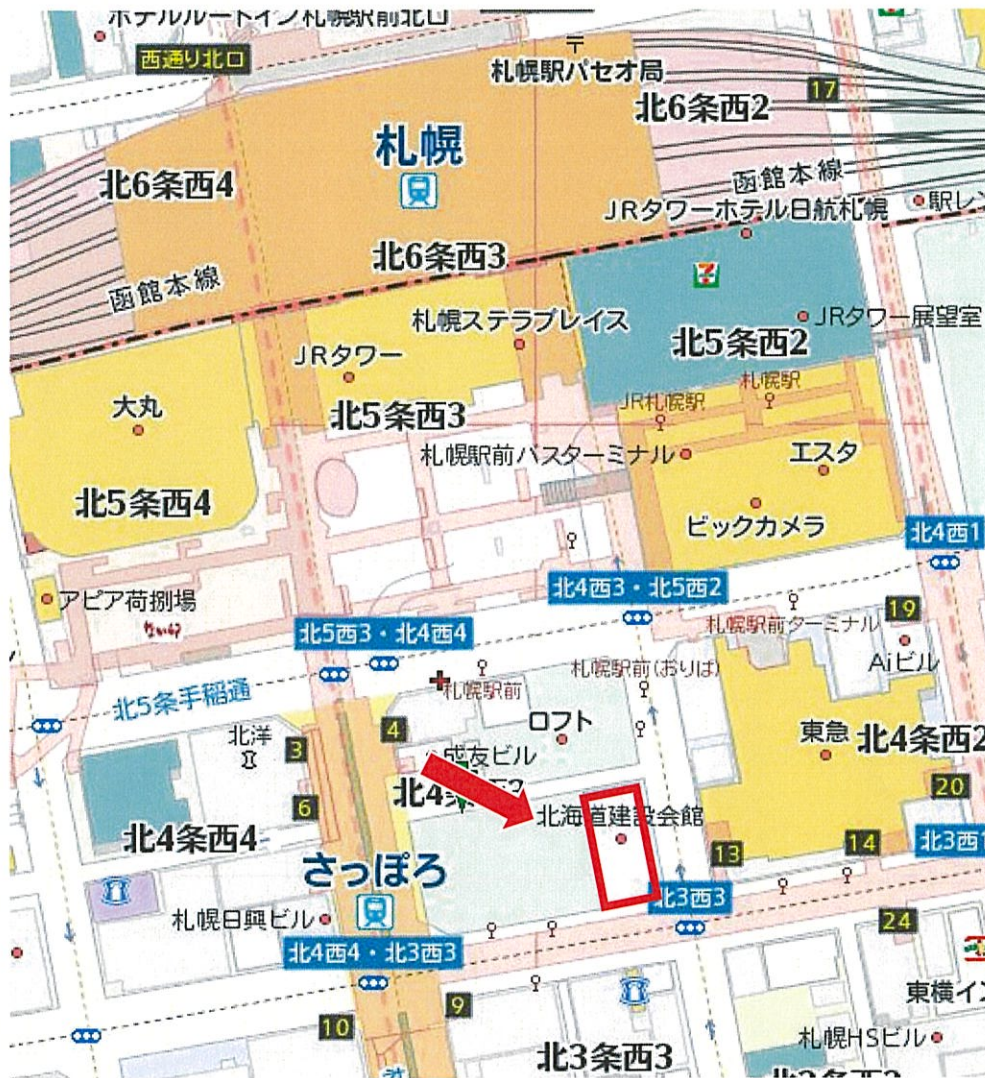 ホテルルートイン札幌駅前北口
西通り北口
〒
札幌駅パセオ局
17
北6条西2
札幌
北6条西4
函館本線
JRタワーホテル日航札幌
駅レン
北6条西3
函館本線
札幌ステラプレイス
JRタワー展望室
北5条西2
JRタワー
大丸
北5条西3
JR札幌駅
札幌駅
札幌駅前バスターミナル
エスタ
北5条西4
ビックカメラ
北4西1
北4西3・北5西2
アピア荷捌場
19
北5西3・北4西4
札幌駅前ターミナル
Aiビル
札幌駅前
札幌駅前(おりば)
北5条手稲通
ロフト
北洋
3
4
東急
北4条西2
成友ビル
北4条
20
6
北海道建設会館
北4条西4
13
14
北3西1
さっぽろ
北3西3
札幌日興ビル
24
北4西4・北3西3
東横イン
9
10
札幌HSビル
北3条西3